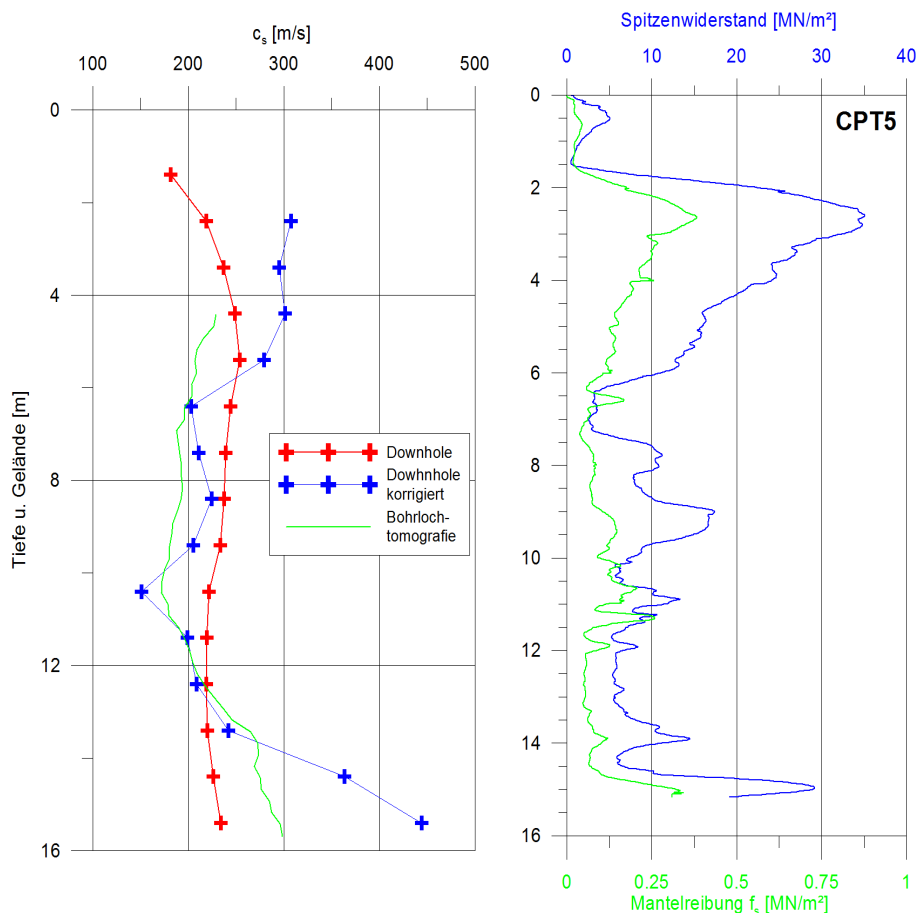 c_s [m/s]
100 200 300 400 500
0
4
8
12
16
Tiefe u. Gelände [m]
Downhole
Dowhnhole
korrigiert
Bohrloch-
tomografie
Spitzenwiderstand [MN/m²]
0 10 20 30 40
CPT5
0
2
4
6
8
10
12
14
16
0 0.25 0.5 0.75 1
Mantelreibung f_s [MN/m²]